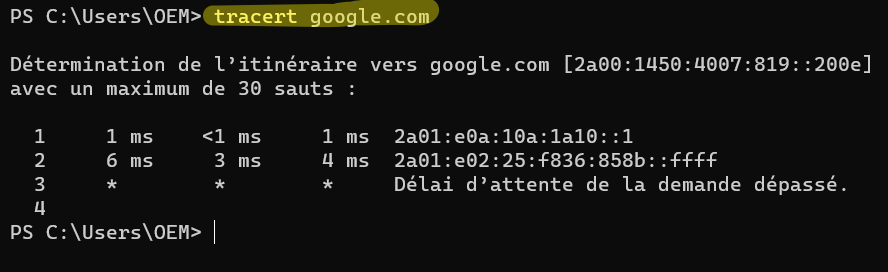 PS C:\Users\OEM> tracert google.com
Détermination de l’itinéraire vers google.com [2a00:1450:4007:819::200e]
avec un maximum de 30 sauts :
1 1 ms <1 ms 1 ms 2a01:e0a:10a:1a10::1
2 6 ms 3 ms 4 ms 2a01:e02:25:f836:858b::ffff
3 * * * Délai d’attente de la demande dépassé.
4
PS C:\Users\OEM>